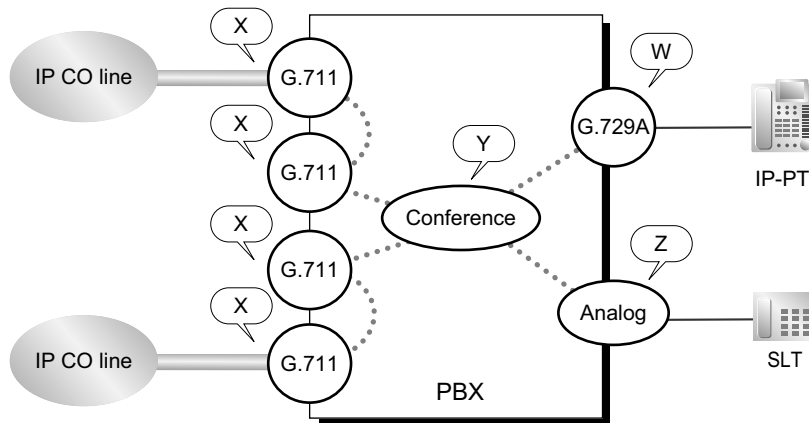 X
IP CO line
G.711
W
X
G.729A
G.711
Y
IP-PT
Conference
X
Z
G.711
X
Analog
IP CO line
G.711
SLT
PBX